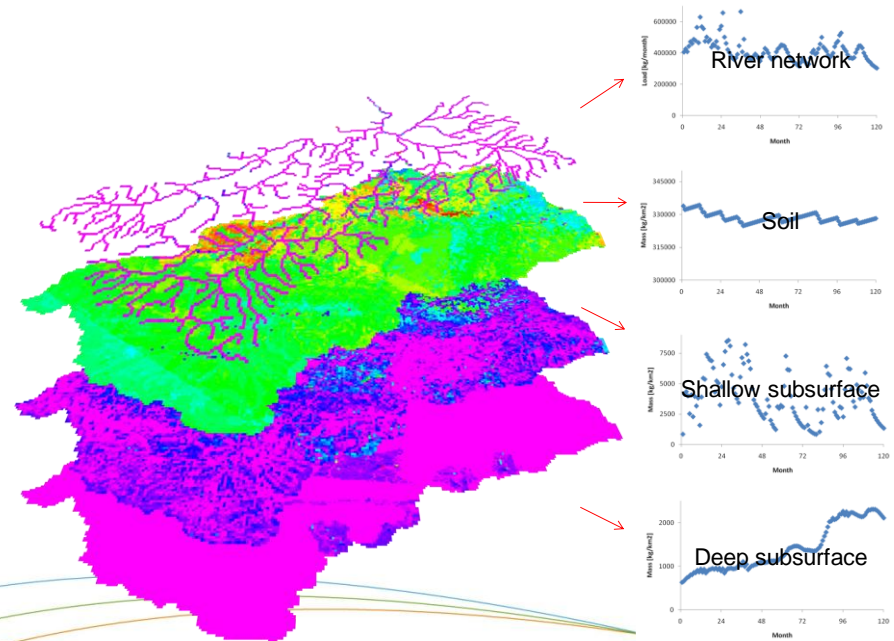 600000
400000
200000
0
Load [kg/month]
River network
0 24 48 72 96 120
Month
345000
330000
315000
300000
Mass [kg/km2]
Soil
0 24 48 72 96 120
Month
7500
5000
2500
0
Mass [kg/km2]
Shallow subsurface
0 24 48 72 96 120
Month
2000
1000
0
Mass [kg/km2]
Deep subsurface
0 24 48 72 96 120
Month